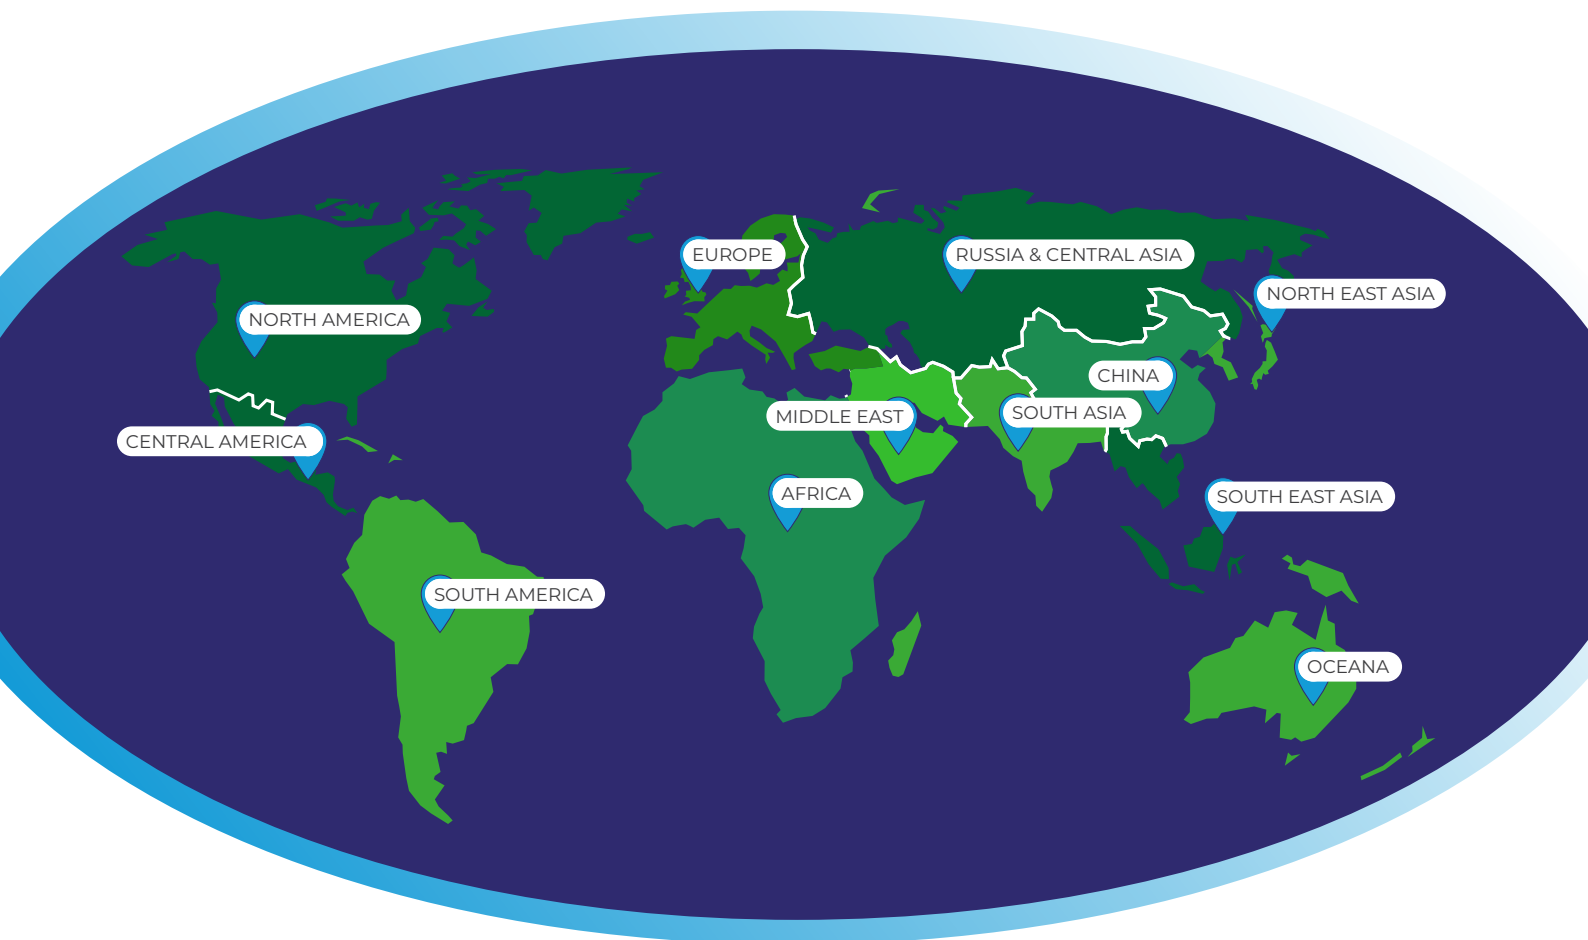 EUROPE
RUSSIA & CENTRAL ASIA
NORTH EAST ASIA
NORTH AMERICA
CHINA
SOUTH ASIA
MIDDLE EAST
CENTRAL AMERICA
AFRICA
SOUTH EAST ASIA
SOUTH AMERICA
OCEANA